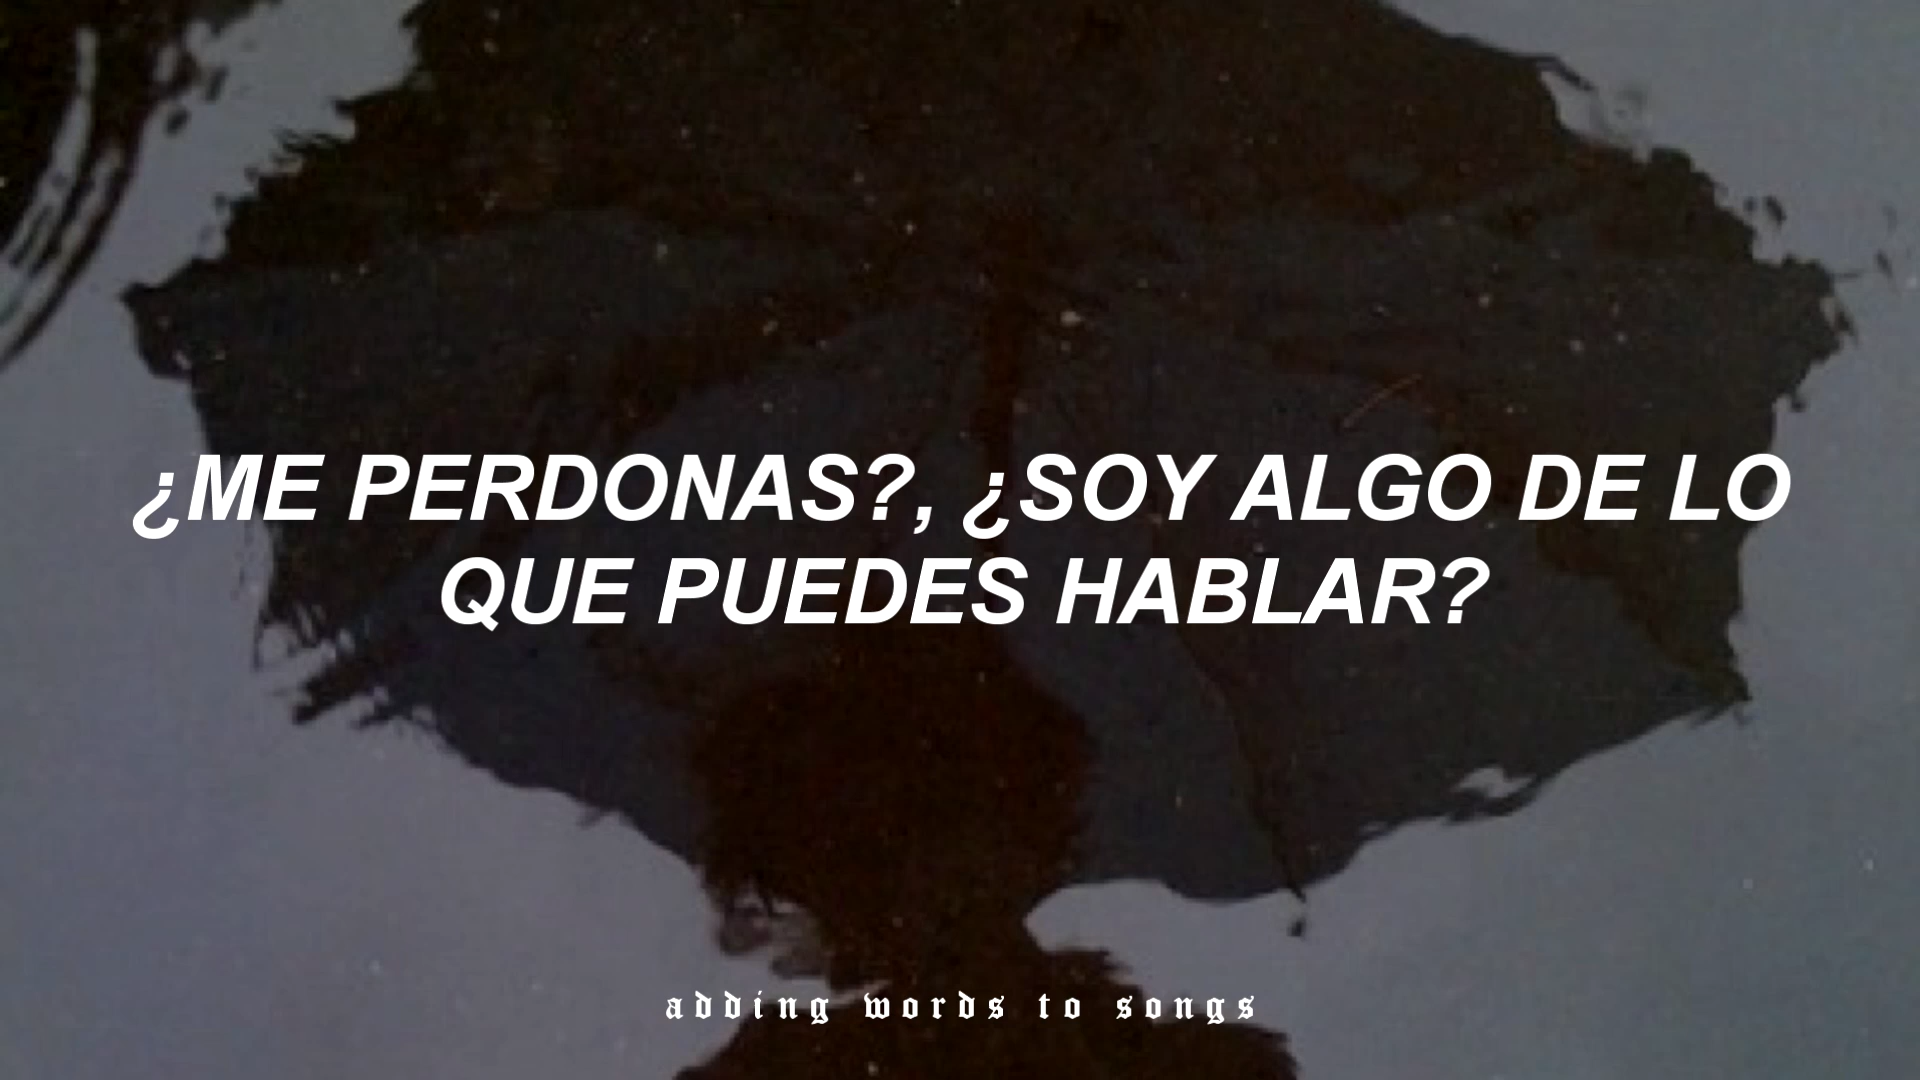 ¿ME PERDONAS?, ¿SOY ALGO DE LO
QUE PUEDES HABLAR?
adding words to songs